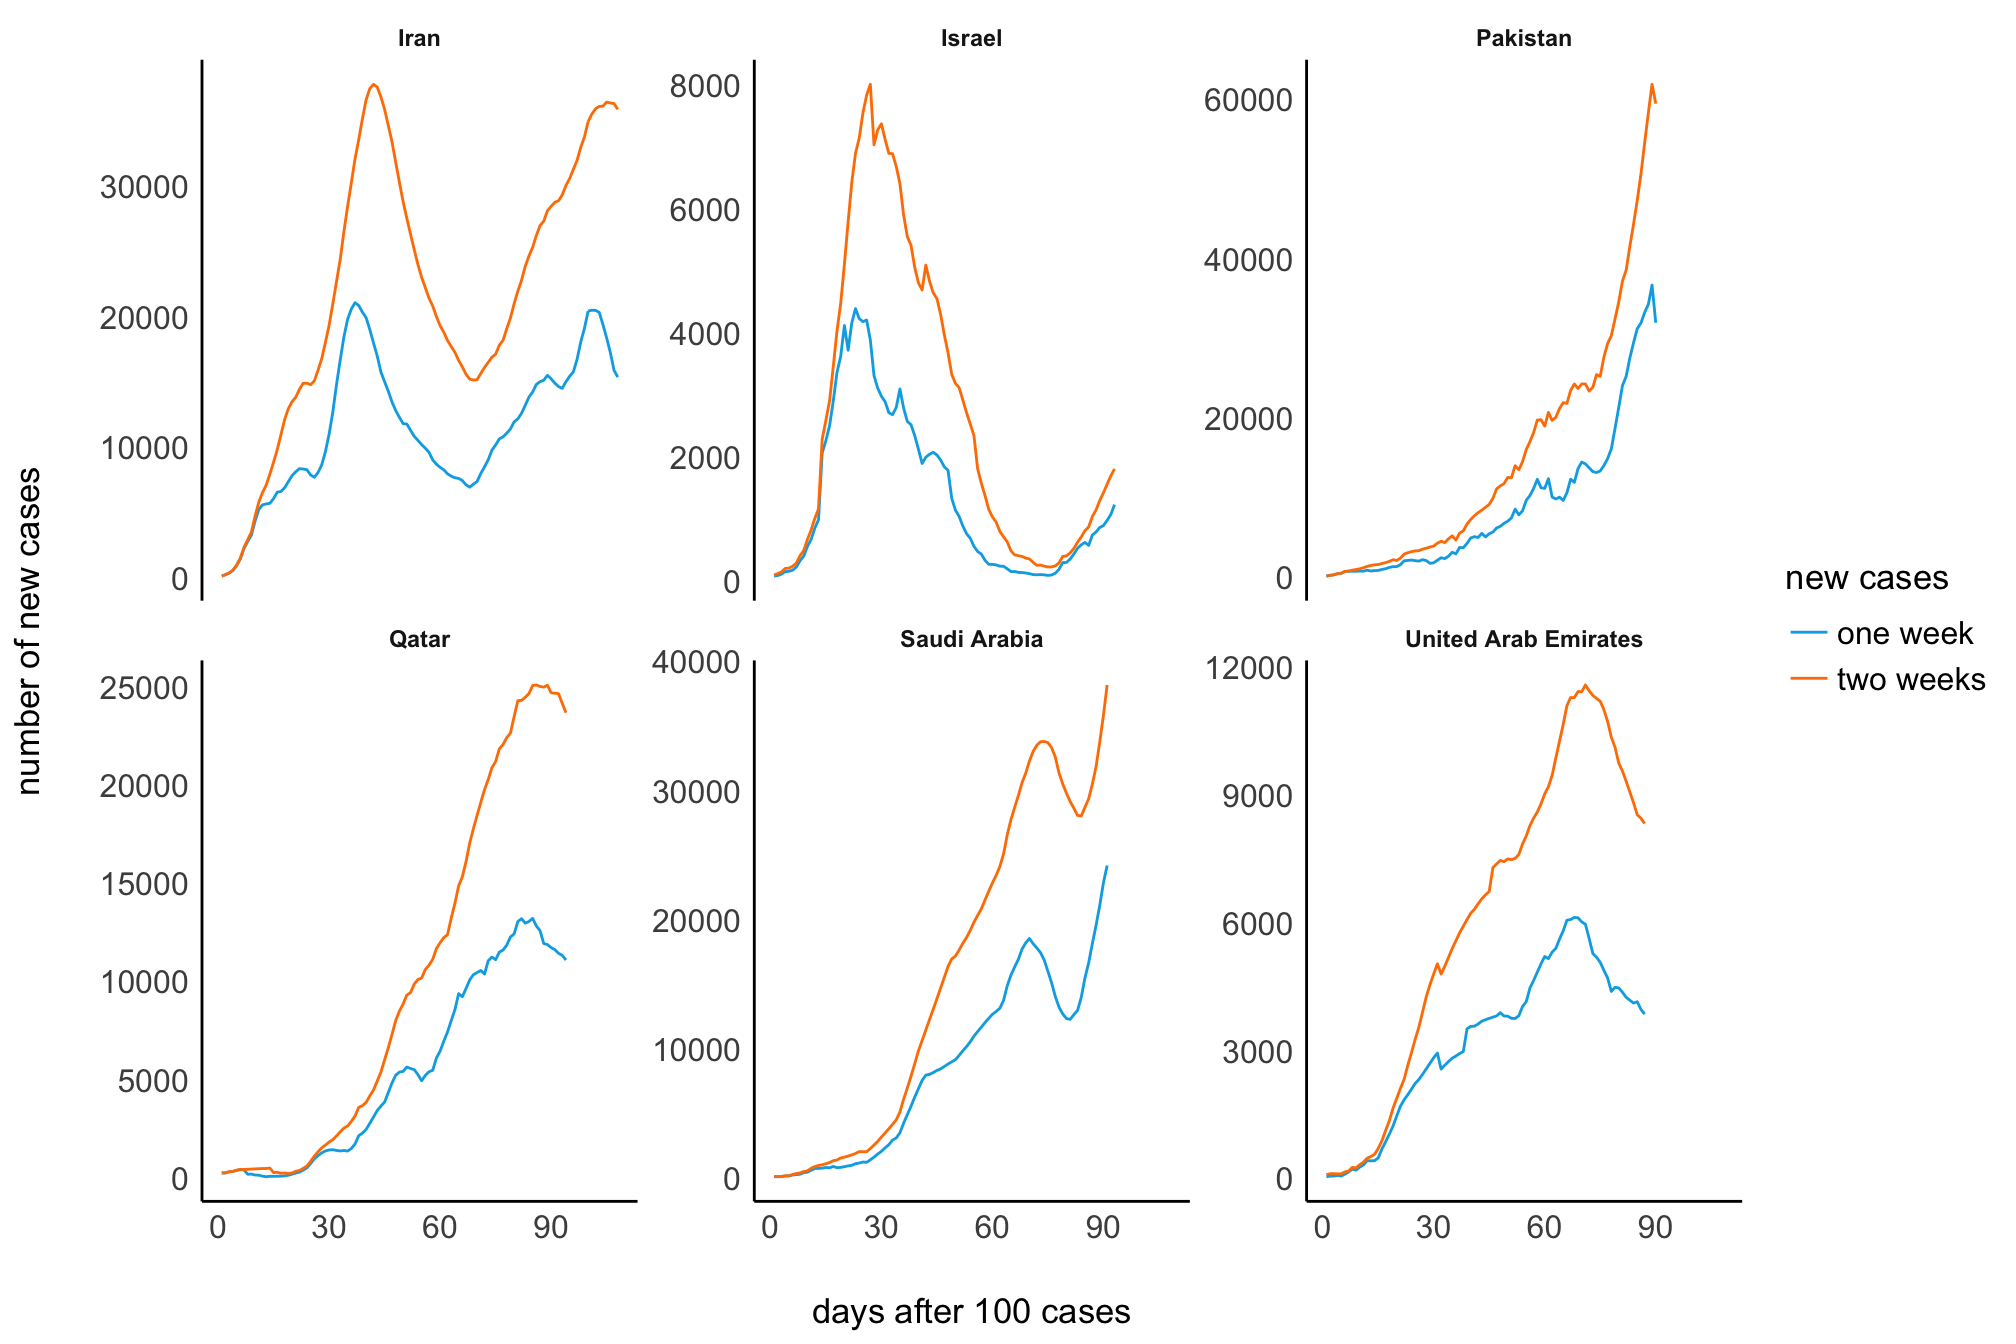 Iran
Israel
Pakistan
30000
20000
10000
0
8000
6000
4000
2000
0
60000
40000
20000
0
Qatar
Saudi Arabia
United Arab Emirates
25000
20000
15000
10000
5000
0
40000
30000
20000
10000
0
12000
9000
6000
3000
0
0 30 60 90
0 30 60 90
0 30 60 90
number of new cases
days after 100 cases
new cases
one week
two weeks